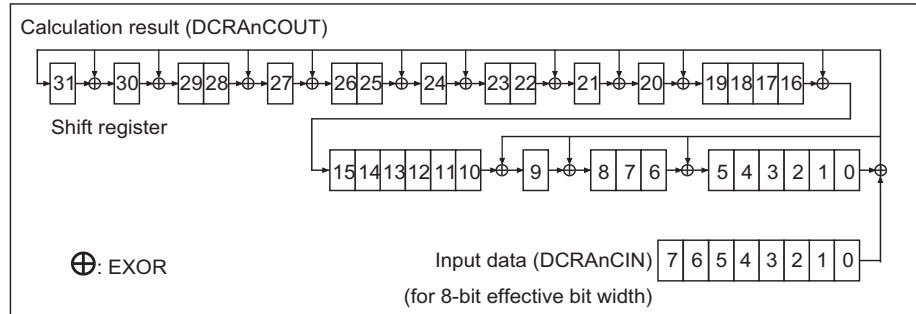 Calculation result (DCRAnCOUT)
31 30 29 28 27 26 25 24 23 22 21 20 19 18 17 16
Shift register
15 14 13 12 11 10 9 8 7 6 5 4 3 2 1 0
⊕: EXOR
Input data (DCRAnCIN) 7 6 5 4 3 2 1 0
(for 8-bit effective bit width)